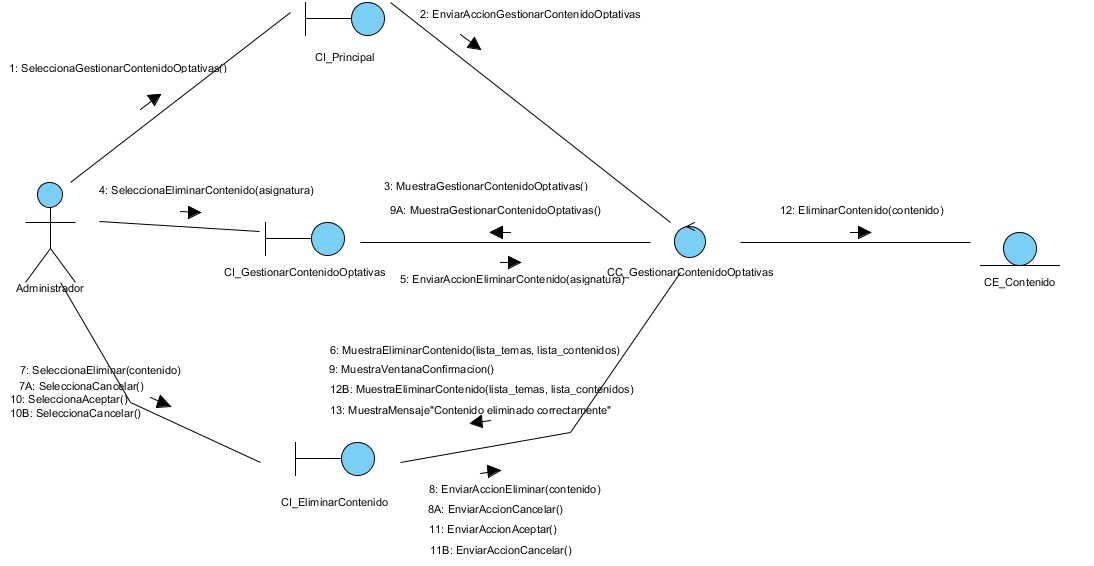 2: EnviarAccionGestionarContenidoOptativas
CI_Principal
1: SeleccionaGestionarContenidoOptativas()
4: SeleccionaEliminarContenido(asignatura)
3: MuestraGestionarContenidoOptativas()
9A: MuestraGestionarContenidoOptativas()
12: EliminarContenido(contenido)
CI_GestionarContenidoOptativas
CC_GestionarContenidoOptativas
5: EnviarAccionEliminarContenido(asignatura)
CE_Contenido
Administrador
6: MuestraEliminarContenido(lista_temas, lista_contenidos)
9: MuestraVentanaConfirmacion()
12B: MuestraEliminarContenido(lista_temas, lista_contenidos)
13: MuestraMensaje"Contenido eliminado correctamente"
7: SeleccionaEliminar(contenido)
7A: SeleccionaCancelar()
10: SeleccionaAceptar()
10B: SeleccionaCancelar()
CI_EliminarContenido
8: EnviarAccionEliminar(contenido)
8A: EnviarAccionCancelar()
11: EnviarAccionAceptar()
11B: EnviarAccionCancelar()